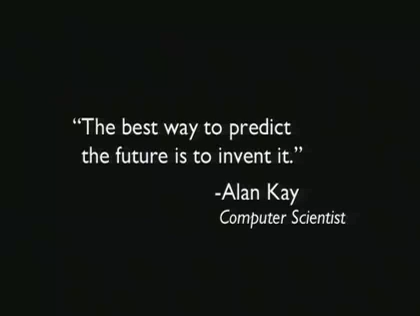 “The best way to predict
the future is to invent it.”
-Alan Kay
Computer Scientist